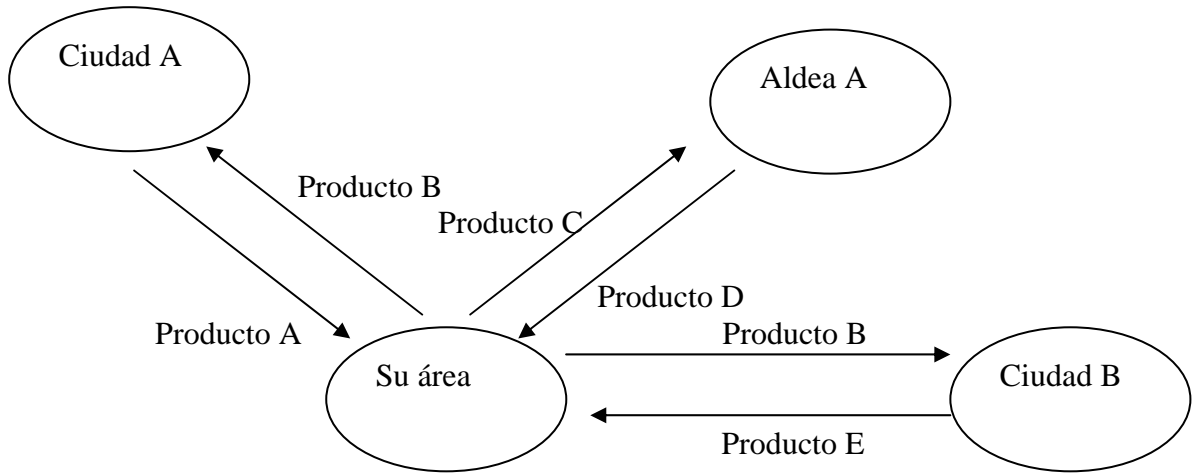 Ciudad A
Aldea A
Producto B
Producto C
Producto D
Producto A
Producto B
Su área
Ciudad B
Producto E